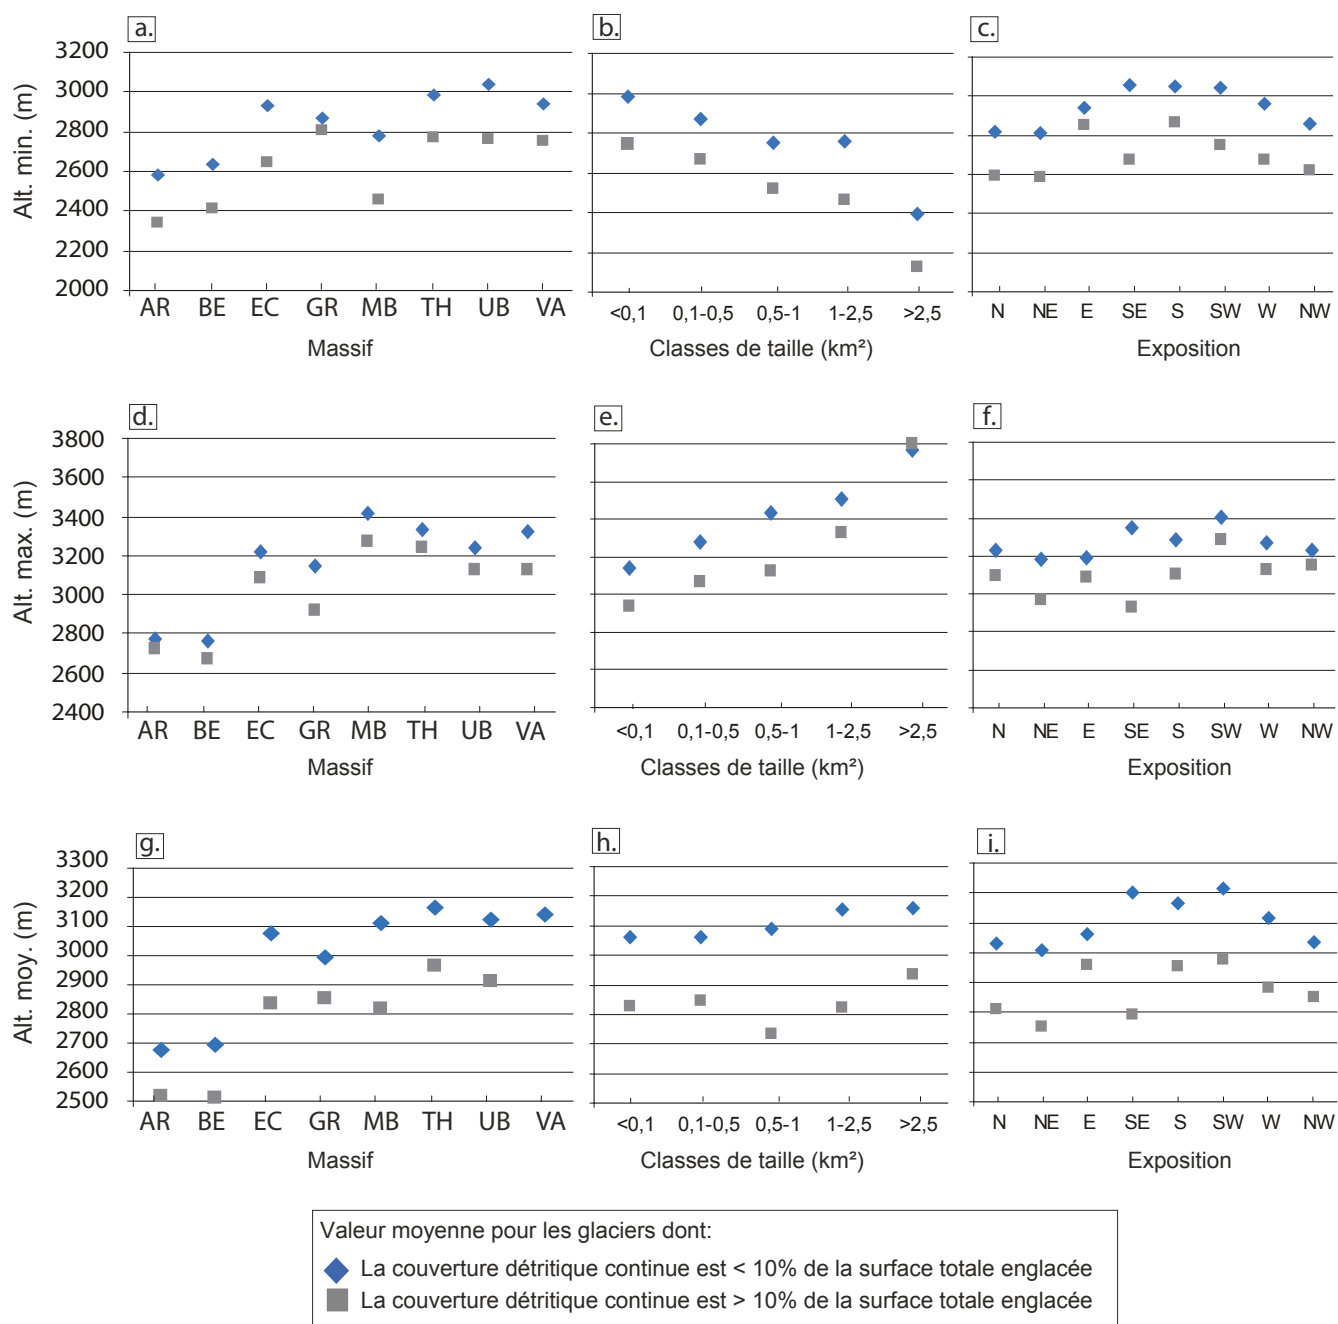 a.
b.
c.
Alt. min. (m)
3200
3000
2800
2600
2400
2200
2000
AR BE EC GR MB TH UB VA
Massif
<0,1 0,1-0,5 0,5-1 1-2,5 >2,5
Classes de taille (km²)
N NE E SE S SW W NW
Exposition
d.
e.
f.
Alt. max. (m)
3800
3600
3400
3200
3000
2800
2600
2400
AR BE EC GR MB TH UB VA
Massif
<0,1 0,1-0,5 0,5-1 1-2,5 >2,5
Classes de taille (km²)
N NE E SE S SW W NW
Exposition
g.
h.
i.
Alt. moy. (m)
3300
3200
3100
3000
2900
2800
2700
2600
2500
AR BE EC GR MB TH UB VA
Massif
<0,1 0,1-0,5 0,5-1 1-2,5 >2,5
Classes de taille (km²)
N NE E SE S SW W NW
Exposition
Valeur moyenne pour les glaciers dont:
La couverture détritique continue est < 10% de la surface totale englacée
La couverture détritique continue est > 10% de la surface totale englacée